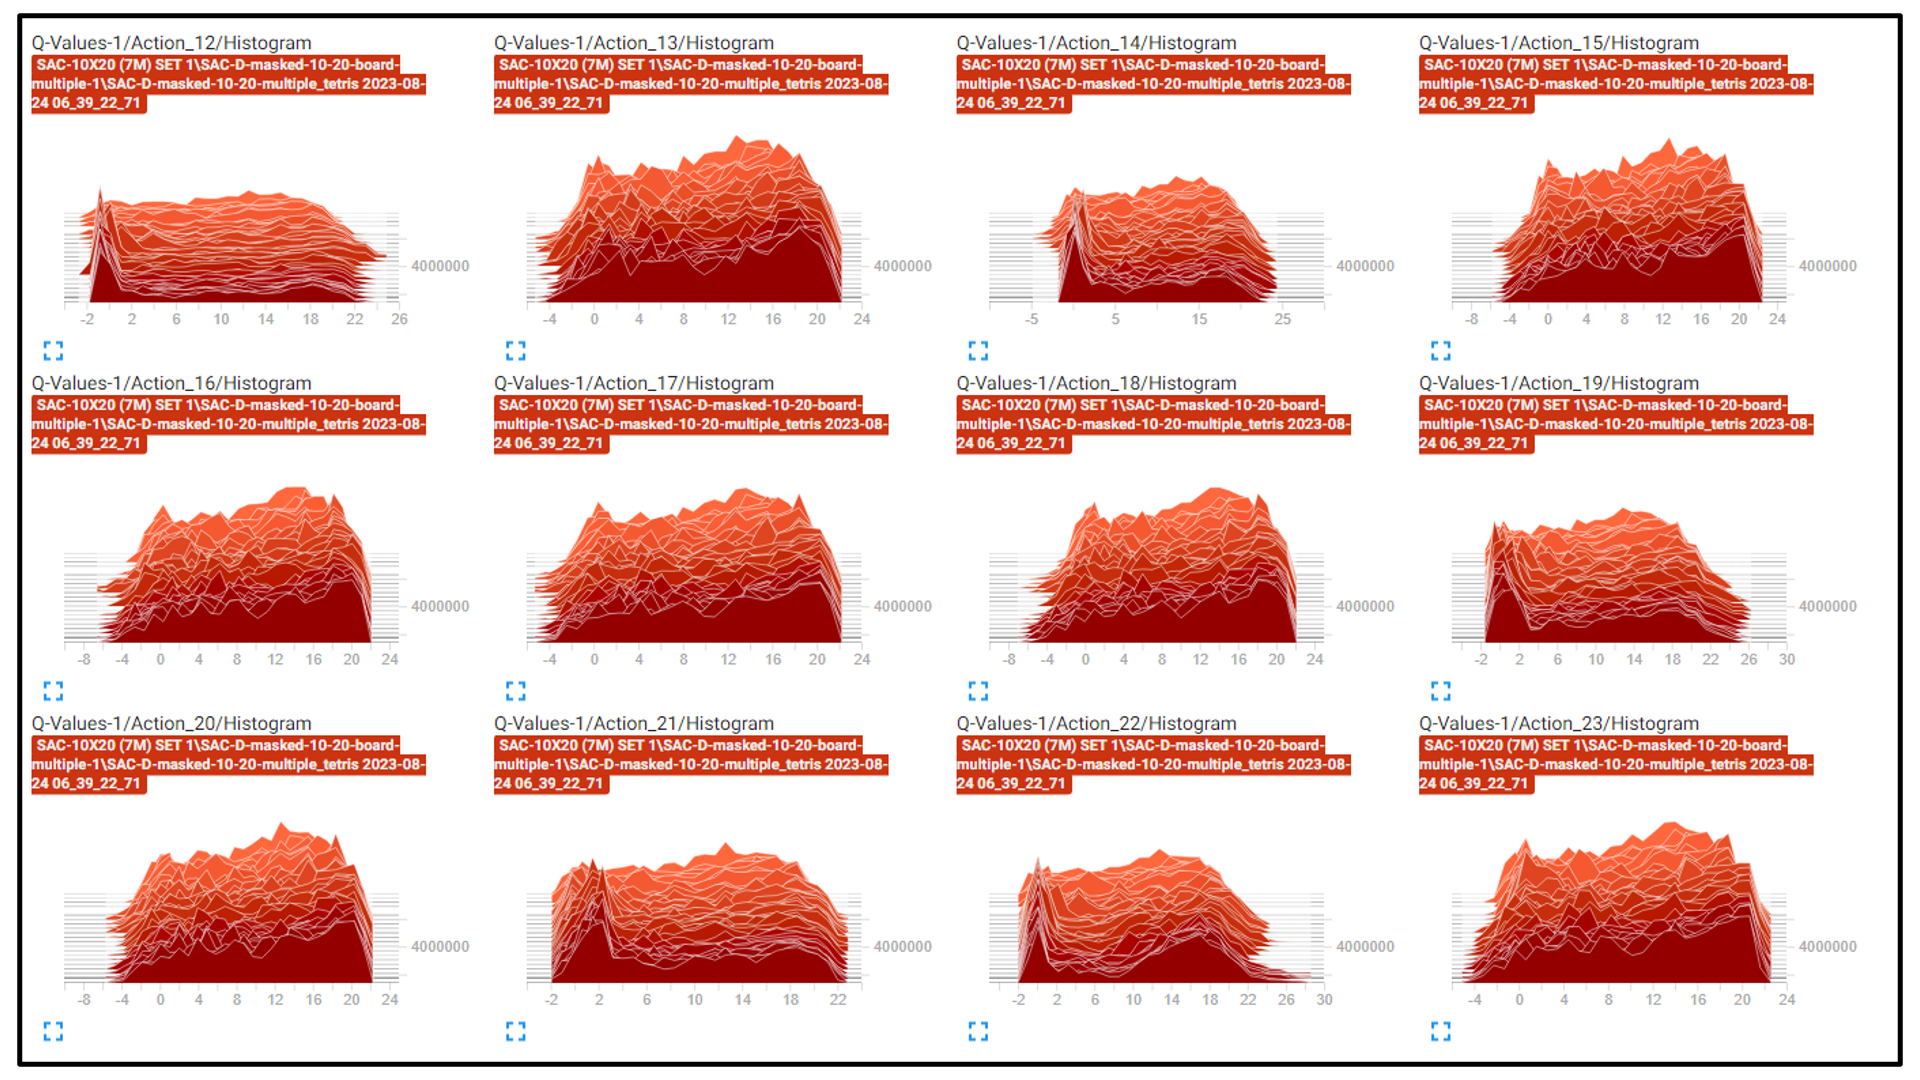 Q-Values-1/Action_12/Histogram
SAC-10X20 (7M) SET 1\SAC-D-masked-10-20-board-
multiple-1\SAC-D-masked-10-20-multiple_tetris 2023-08-
24 06_39_22_71
4000000
-2 2 6 10 14 18 22 26
Q-Values-1/Action_13/Histogram
SAC-10X20 (7M) SET 1\SAC-D-masked-10-20-board-
multiple-1\SAC-D-masked-10-20-multiple_tetris 2023-08-
24 06_39_22_71
4000000
-4 0 4 8 12 16 20 24
Q-Values-1/Action_14/Histogram
SAC-10X20 (7M) SET 1\SAC-D-masked-10-20-board-
multiple-1\SAC-D-masked-10-20-multiple_tetris 2023-08-
24 06_39_22_71
4000000
-5 5 15 25
Q-Values-1/Action_15/Histogram
SAC-10X20 (7M) SET 1\SAC-D-masked-10-20-board-
multiple-1\SAC-D-masked-10-20-multiple_tetris 2023-08-
24 06_39_22_71
4000000
-8 -4 0 4 8 12 16 20 24
Q-Values-1/Action_16/Histogram
SAC-10X20 (7M) SET 1\SAC-D-masked-10-20-board-
multiple-1\SAC-D-masked-10-20-multiple_tetris 2023-08-
24 06_39_22_71
4000000
-8 -4 0 4 8 12 16 20 24
Q-Values-1/Action_17/Histogram
SAC-10X20 (7M) SET 1\SAC-D-masked-10-20-board-
multiple-1\SAC-D-masked-10-20-multiple_tetris 2023-08-
24 06_39_22_71
4000000
-4 0 4 8 12 16 20 24
Q-Values-1/Action_18/Histogram
SAC-10X20 (7M) SET 1\SAC-D-masked-10-20-board-
multiple-1\SAC-D-masked-10-20-multiple_tetris 2023-08-
24 06_39_22_71
4000000
-8 -4 0 4 8 12 16 20 24
Q-Values-1/Action_19/Histogram
SAC-10X20 (7M) SET 1\SAC-D-masked-10-20-board-
multiple-1\SAC-D-masked-10-20-multiple_tetris 2023-08-
24 06_39_22_71
4000000
-2 2 6 10 14 18 22 26 30
Q-Values-1/Action_20/Histogram
SAC-10X20 (7M) SET 1\SAC-D-masked-10-20-board-
multiple-1\SAC-D-masked-10-20-multiple_tetris 2023-08-
24 06_39_22_71
4000000
-8 -4 0 4 8 12 16 20 24
Q-Values-1/Action_21/Histogram
SAC-10X20 (7M) SET 1\SAC-D-masked-10-20-board-
multiple-1\SAC-D-masked-10-20-multiple_tetris 2023-08-
24 06_39_22_71
4000000
-2 2 6 10 14 18 22
Q-Values-1/Action_22/Histogram
SAC-10X20 (7M) SET 1\SAC-D-masked-10-20-board-
multiple-1\SAC-D-masked-10-20-multiple_tetris 2023-08-
24 06_39_22_71
4000000
-2 2 6 10 14 18 22 26 30
Q-Values-1/Action_23/Histogram
SAC-10X20 (7M) SET 1\SAC-D-masked-10-20-board-
multiple-1\SAC-D-masked-10-20-multiple_tetris 2023-08-
24 06_39_22_71
4000000
-4 0 4 8 12 16 20 24